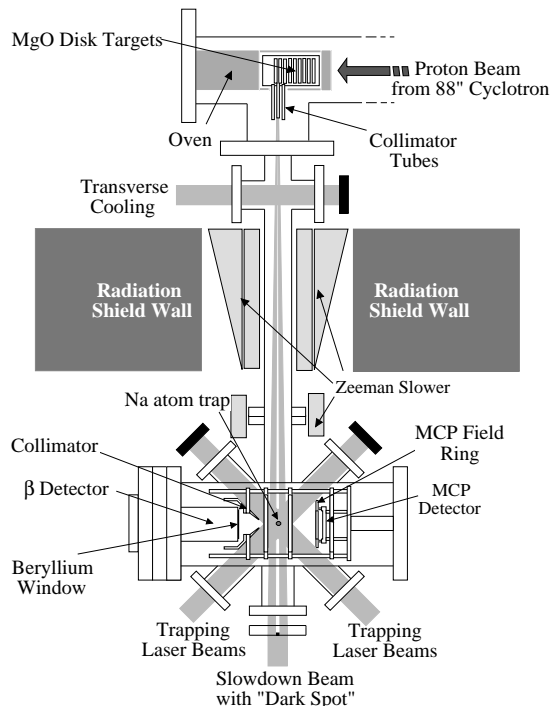 MgO Disk Targets
Proton Beam
from 88" Cyclotron
Oven
Collimator
Tubes
Transverse
Cooling
Radiation
Shield Wall
Radiation
Shield Wall
Zeeman Slower
Na atom trap
MCP Field
Ring
Collimator
β Detector
MCP
Detector
Beryllium
Window
Trapping
Laser Beams
Trapping
Laser Beams
Slowdown Beam
with "Dark Spot"